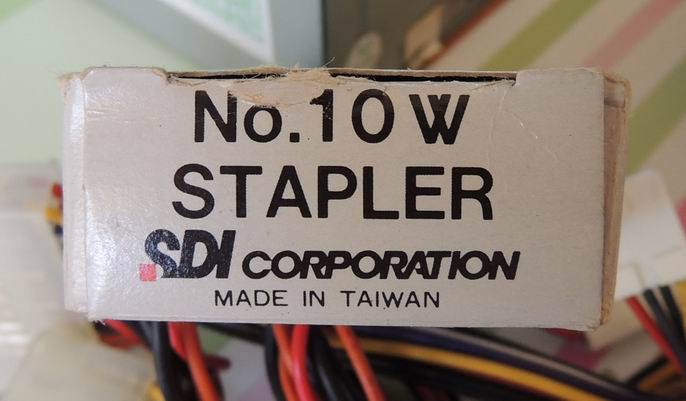 No.10W
STAPLER
SDI CORPORATION
MADE IN TAIWAN